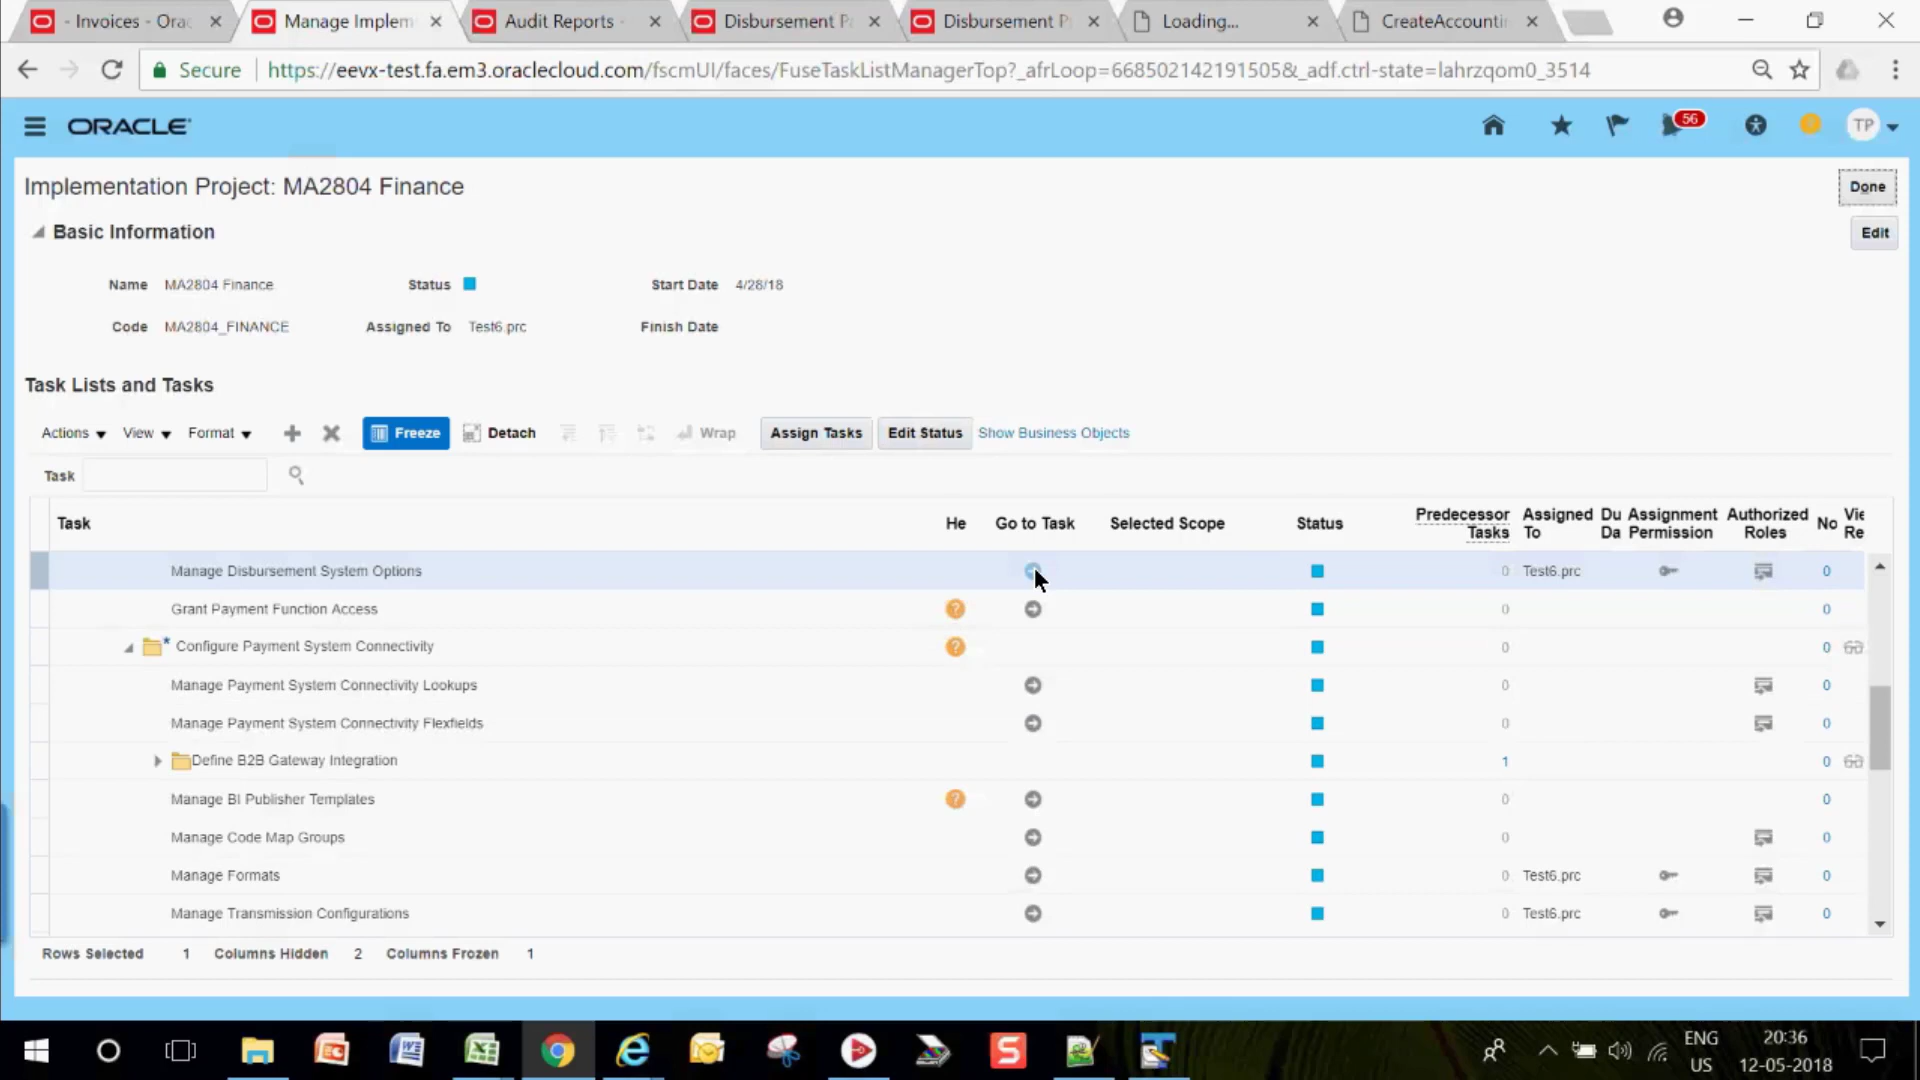 - Invoices - Orac
Manage Implem
Audit Reports -
Disbursement P
Disbursement P
Loading...
CreateAccounti
Secure
https://eevx-test.fa.em3.oraclecloud.com/fscmUI/faces/FuseTaskListManagerTop?_afrLoop=668502142191505&_adf.ctrl-state=lahrzqom0_3514
ORACLE
56
TP
Implementation Project: MA2804 Finance
Done
Basic Information
Edit
Name MA2804 Finance Status Start Date 4/28/18
Code MA2804_FINANCE Assigned To Test6.prc Finish Date
Task Lists and Tasks
Actions View Format Freeze Detach Wrap Assign Tasks Edit Status Show Business Objects
Task
Task He Go to Task Selected Scope Status Predecessor Tasks Assigned To Du Da Assignment Permission Authorized Roles No Vie Re
Manage Disbursement System Options 0 Test6.prc 0
Grant Payment Function Access ? 0 0
* Configure Payment System Connectivity ? 0 0
Manage Payment System Connectivity Lookups 0 0
Manage Payment System Connectivity Flexfields 0 0
Define B2B Gateway Integration 1 0
Manage BI Publisher Templates ? 0 0
Manage Code Map Groups 0 0
Manage Formats 0 Test6.prc 0
Manage Transmission Configurations 0 Test6.prc 0
Rows Selected 1 Columns Hidden 2 Columns Frozen 1
ENG
US
20:36
12-05-2018